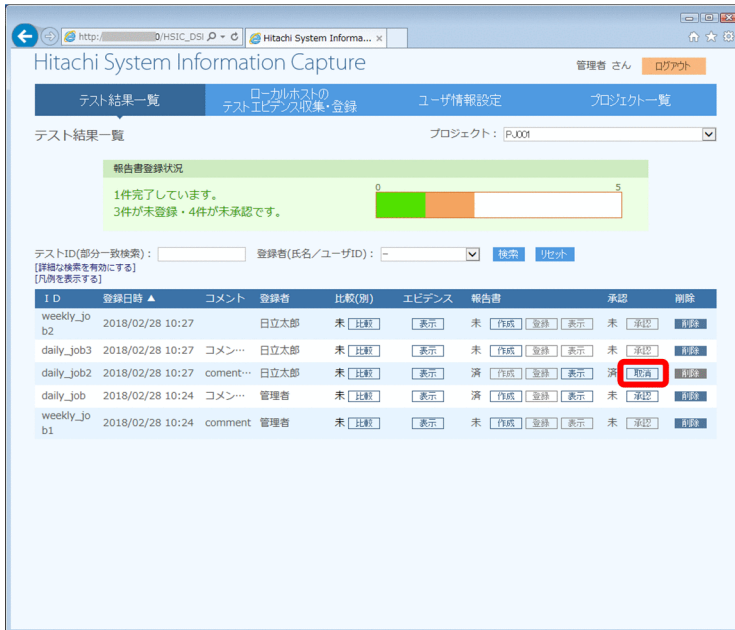 http:/ 0/HSIC_DSI
Hitachi System Informa... ×
Hitachi System Information Capture
管理者 さん ログアウト
テスト結果一覧
ローカルホストの
テストエビデンス収集・登録
ユーザ情報設定
プロジェクト一覧
テスト結果一覧
プロジェクト： PJ001
報告書登録状況
1件完了しています。
3件が未登録・4件が未承認です。
0 5
テストID(部分一致検索)： 登録者(氏名／ユーザID)： - 検索 リセット
[詳細な検索を有効にする]
[凡例を表示する]
ID 登録日時 ▲ コメント 登録者 比較(別) エビデンス 報告書 承認 削除
weekly_jo
b2 2018/02/28 10:27 日立太郎 未 比較 表示 未 作成 登録 表示 未 承認 削除
daily_job3 2018/02/28 10:27 コメン… 日立太郎 未 比較 表示 未 作成 登録 表示 未 承認 削除
daily_job2 2018/02/28 10:27 coment… 日立太郎 未 比較 表示 済 作成 登録 表示 済 取消 削除
daily_job 2018/02/28 10:24 コメン… 管理者 未 比較 表示 済 作成 登録 表示 未 承認 削除
weekly_jo
b1 2018/02/28 10:24 comment 管理者 未 比較 表示 未 作成 登録 表示 未 承認 削除